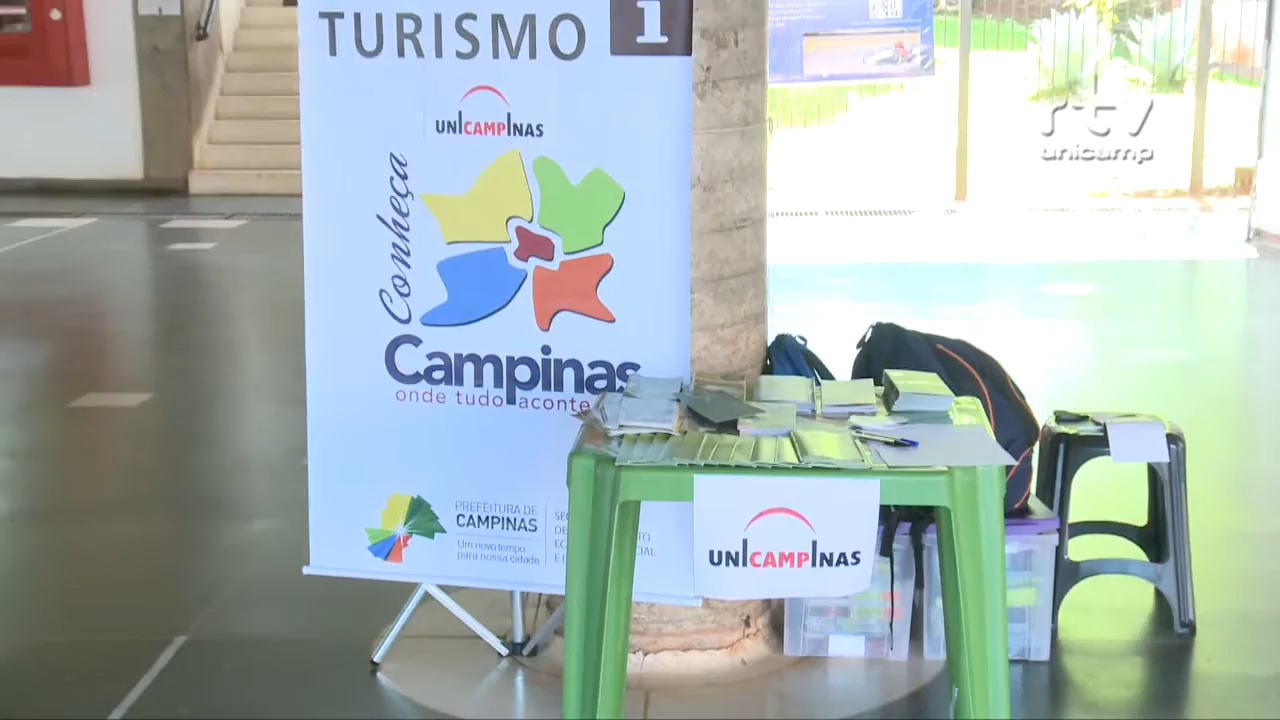 TURISMO i
UNICAMPINAS
Conheça
Campinas
onde tudo aconte
PREFEITURA DE
CAMPINAS
Um novo tempo
para nossa cidade
UNICAMPINAS
rtv
unicamp